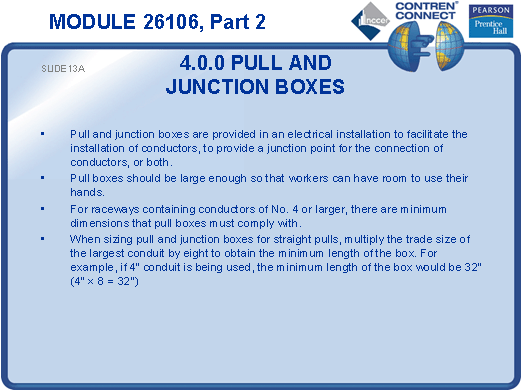 MODULE 26106, Part 2
nccer
CONTREN®
CONNECT
PEARSON
Prentice
Hall
SLIDE 13A
4.0.0 PULL AND
JUNCTION BOXES
• Pull and junction boxes are provided in an electrical installation to facilitate the
installation of conductors, to provide a junction point for the connection of
conductors, or both.
• Pull boxes should be large enough so that workers can have room to use their
hands.
• For raceways containing conductors of No. 4 or larger, there are minimum
dimensions that pull boxes must comply with.
• When sizing pull and junction boxes for straight pulls, multiply the trade size of
the largest conduit by eight to obtain the minimum length of the box. For
example, if 4" conduit is being used, the minimum length of the box would be 32"
(4" × 8 = 32")